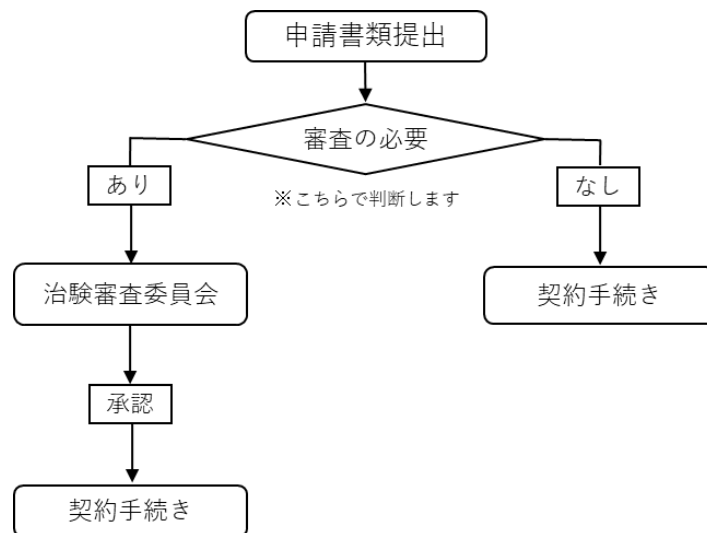 申請書類提出
審査の必要
あり
※こちらで判断します
なし
治験審査委員会
契約手続き
承認
契約手続き